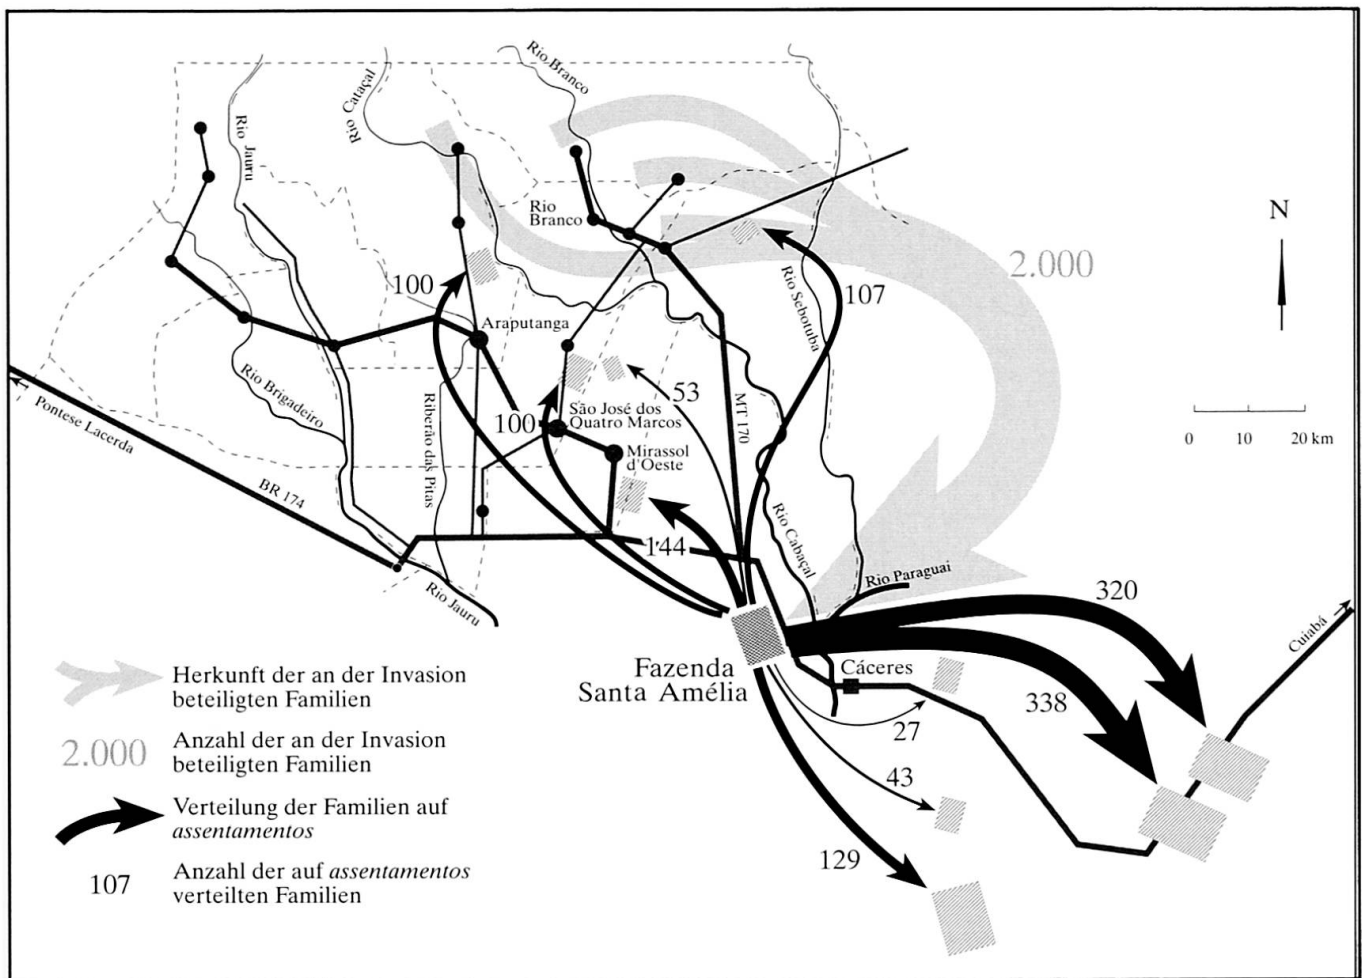 Rio Branco
Rio Cataçal
Rio Jauru
Rio
Branco
2.000
N
100
107
Rio Sebotuba
Araputanga
Rio Brigadeiro
53
MT 170
Pontese Lacerda
Riberão das Pitas
100
São José dos
Quatro Marcos
Mirassol
d'Oeste
0 10 20 km
BR 174
144
Rio Cabaçal
Rio Paraguai
Rio Jauru
320
Cuiabá
Fazenda
Santa Amélia
Cáceres
338
27
43
129
Herkunft der an der Invasion
beteiligten Familien
2.000
Anzahl der an der Invasion
beteiligten Familien
Verteilung der Familien auf
assentamentos
107
Anzahl der auf assentamentos
verteilten Familien